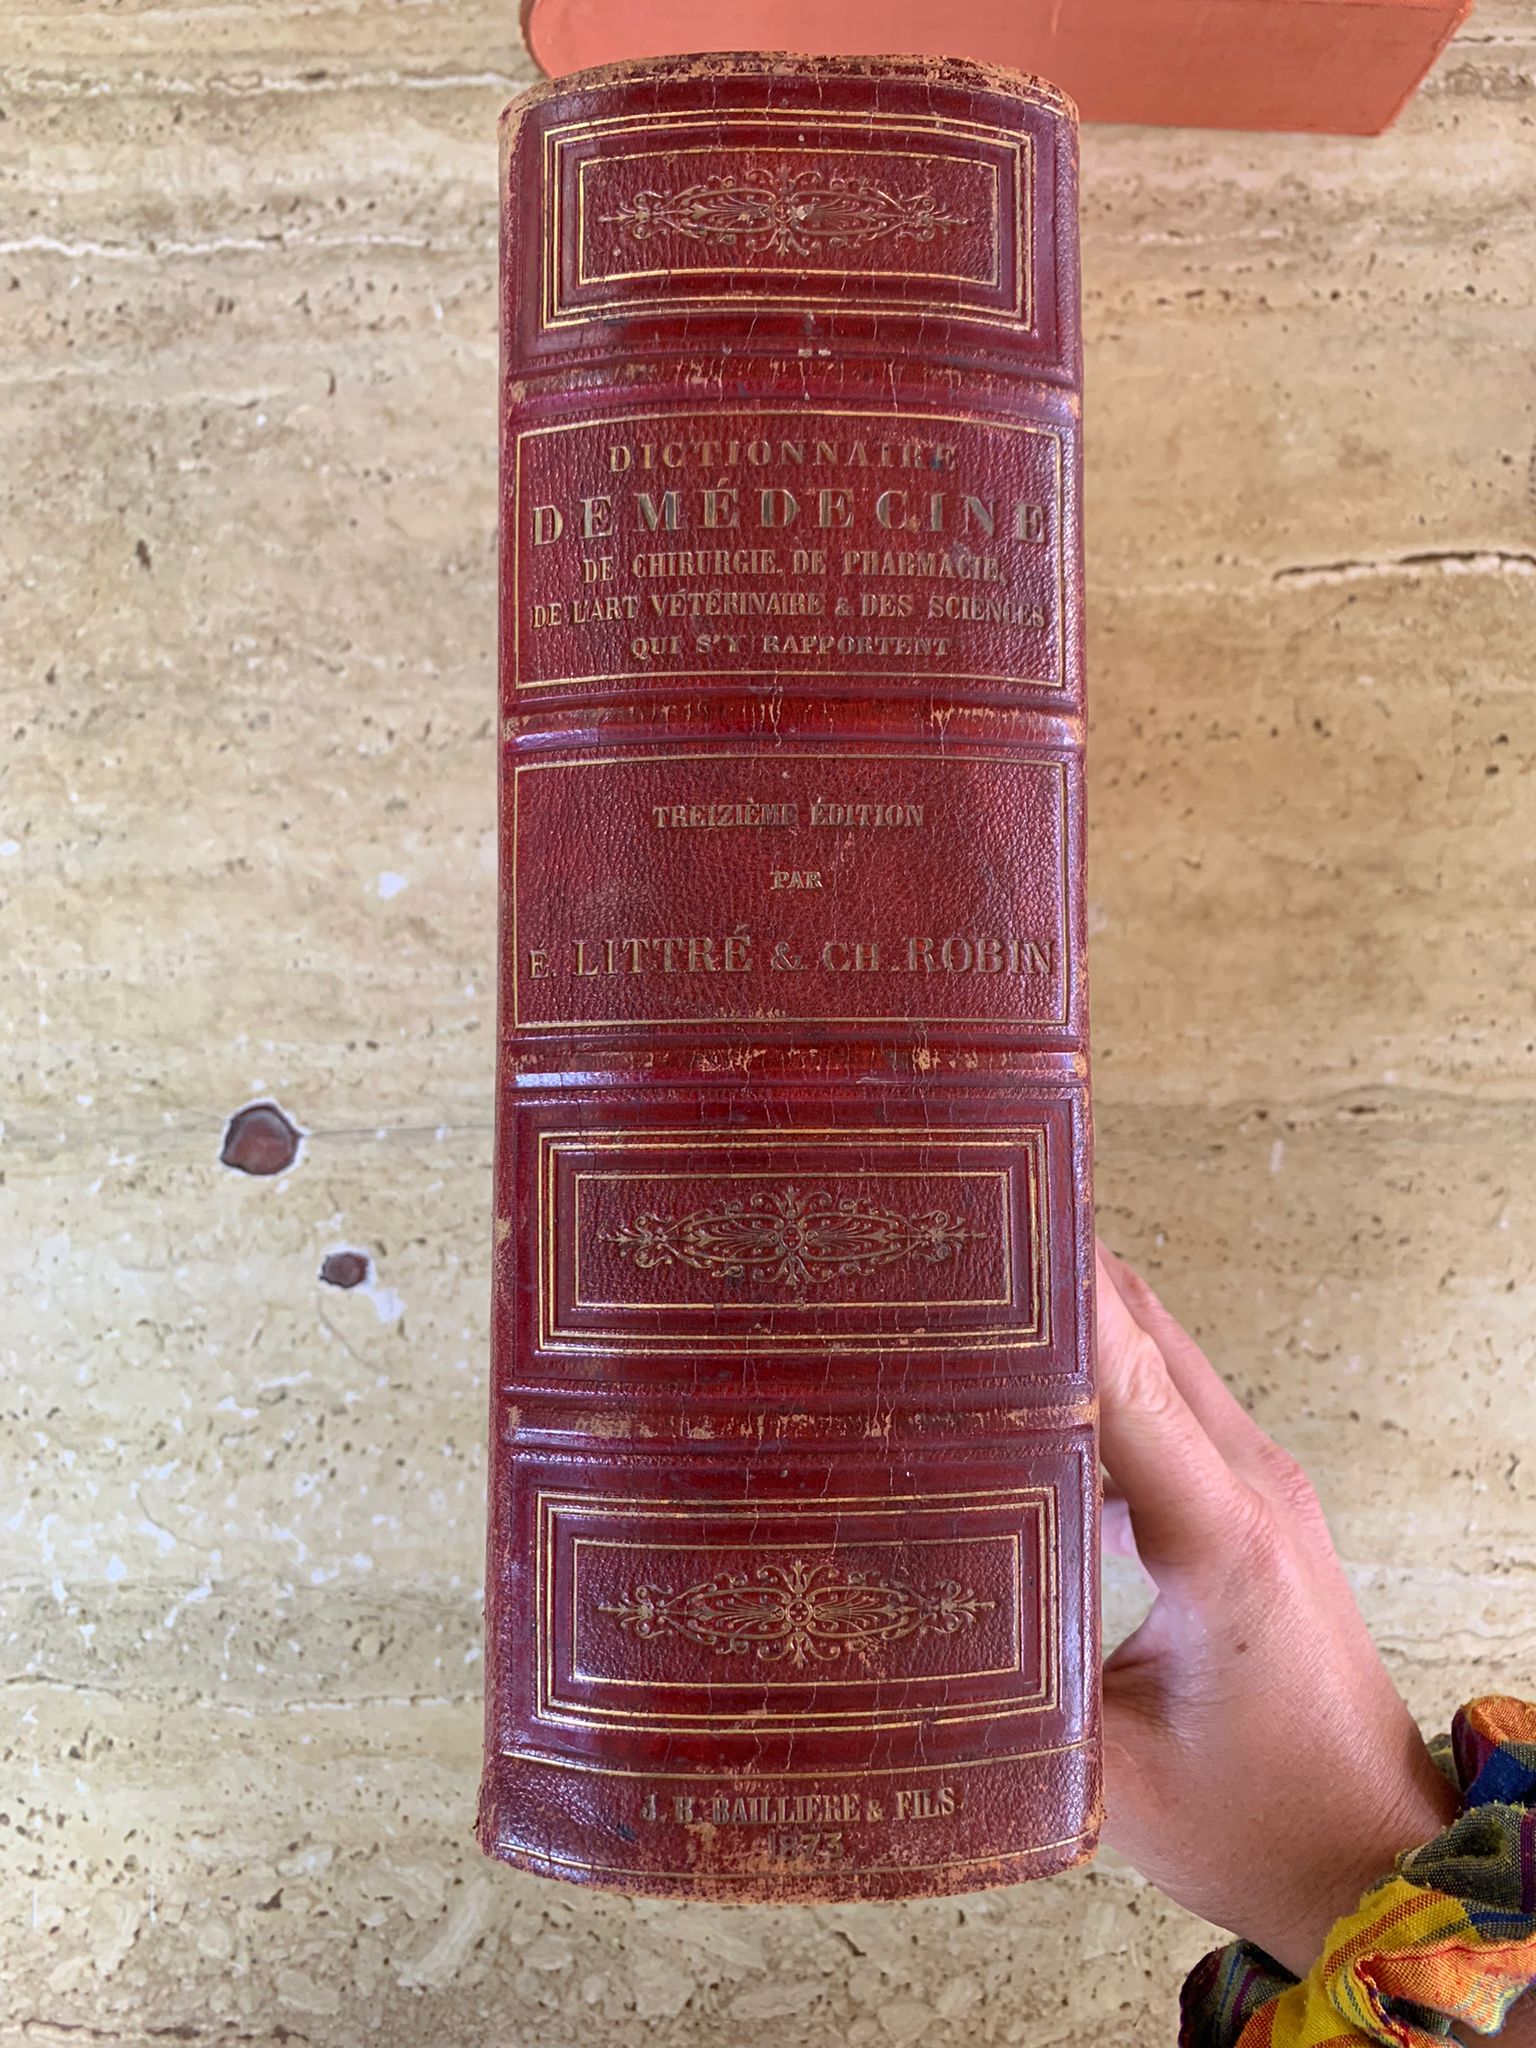 DICTIONNAIRE
DE MÉDECINE
DE CHIRURGIE, DE PHARMACIE,
DE L'ART VÉTÉRINAIRE & DES SCIENCES
QUI S'Y RAPPORTENT
TREIZIÈME ÉDITION
PAR
É. LITTRÉ & CH. ROBIN
J. B. BAILLIÈRE & FILS
1873